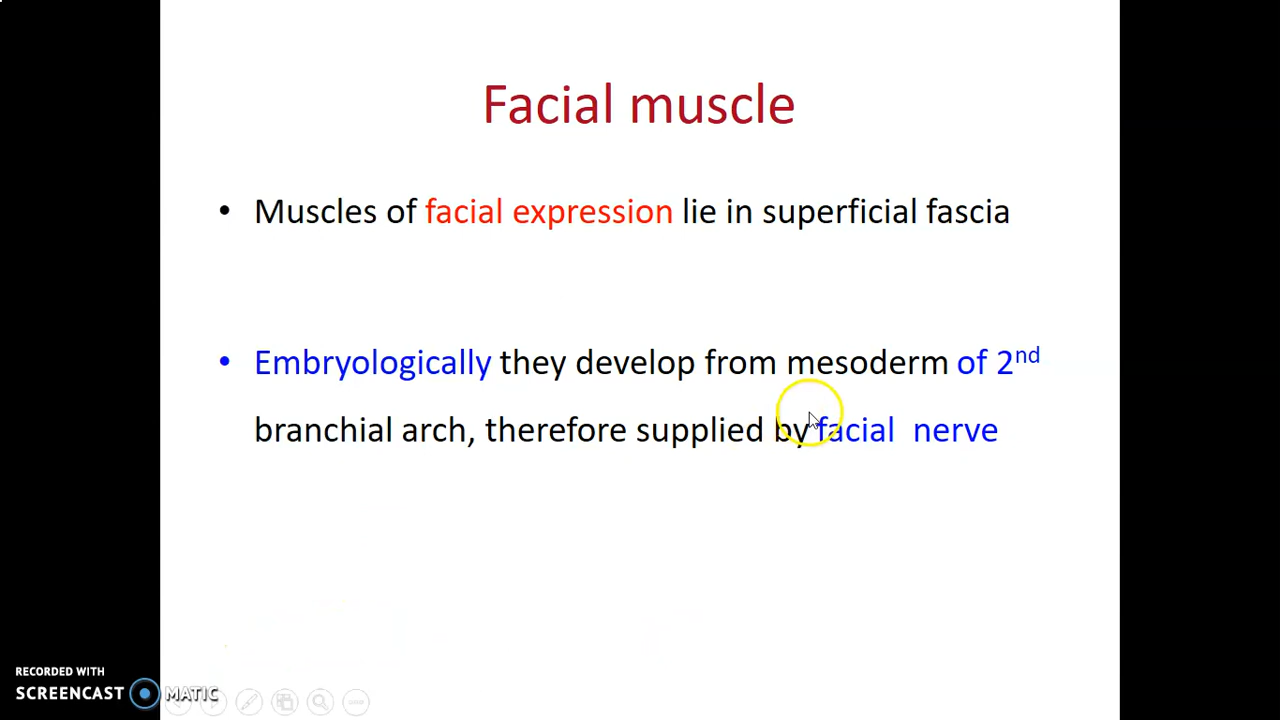 Facial muscle
• Muscles of facial expression lie in superficial fascia
• Embryologically they develop from mesoderm of 2nd
branchial arch, therefore supplied by facial  nerve
RECORDED WITH
SCREENCAST MATIC